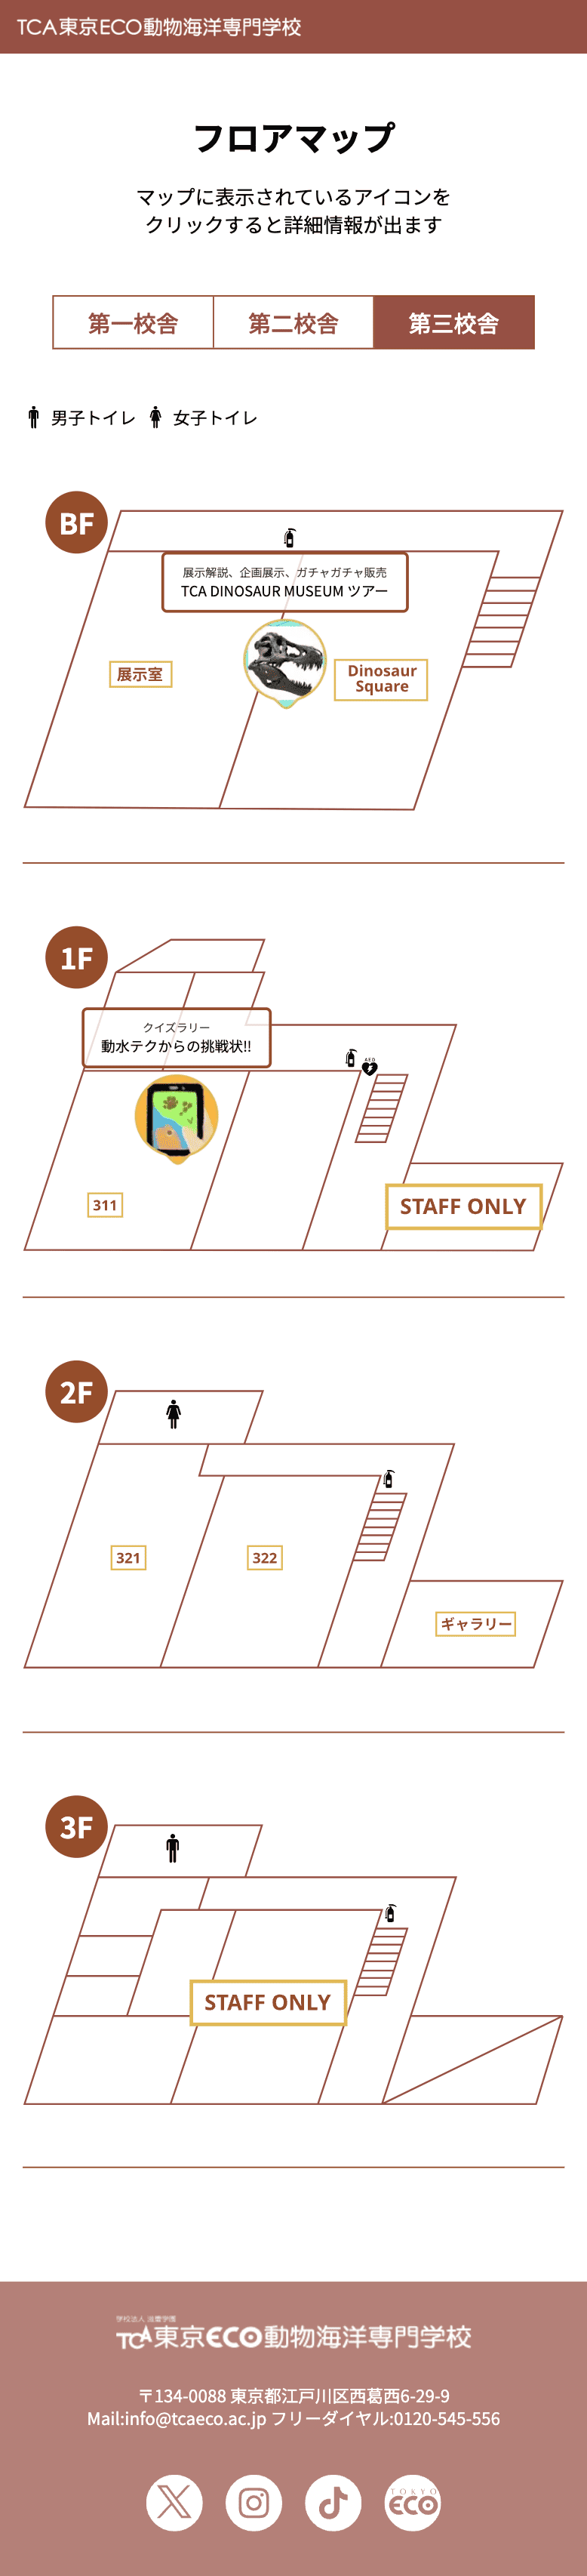 TCA東京ECO動物海洋専門学校
フロアマップ
マップに表示されているアイコンを
クリックすると詳細情報が出ます
第一校舎 第二校舎 第三校舎
男子トイレ 女子トイレ
BF
展示解説、企画展示、ガチャガチャ販売
TCA DINOSAUR MUSEUM ツアー
展示室
Dinosaur
Square
1F
クイズラリー
動水テクからの挑戦状!!
AED
311
STAFF ONLY
2F
321
322
ギャラリー
3F
STAFF ONLY
学校法人 滋慶学園
TCA東京ECO動物海洋専門学校
〒134-0088 東京都江戸川区西葛西6-29-9
Mail:info@tcaeco.ac.jp フリーダイヤル:0120-545-556
TOKYO
ECO